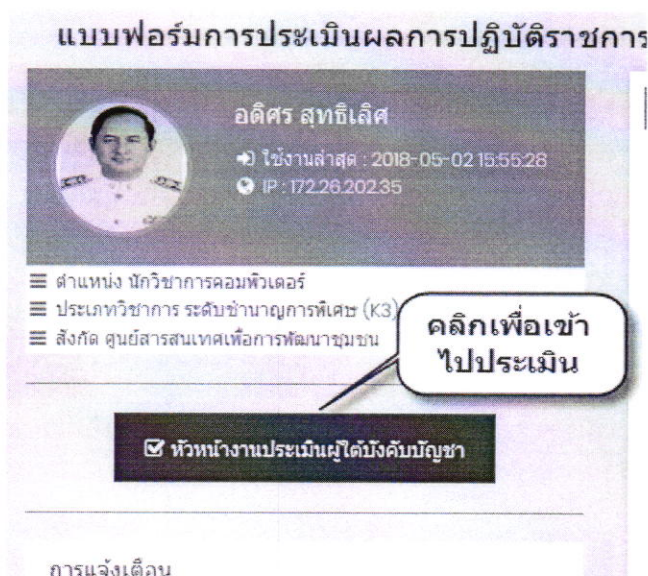 แบบฟอร์มการประเมินผลการปฏิบัติราชการ
อดิศร สุทธิเลิศ
ใช้งานล่าสุด : 2018-05-02 15:55:28
IP : 172.26.202.35
ตำแหน่ง นักวิชาการคอมพิวเตอร์
ประเภทวิชาการ ระดับชำนาญการพิเศษ (K3)
สังกัด ศูนย์สารสนเทศเพื่อการพัฒนาชุมชน
คลิกเพื่อเข้า
ไปประเมิน
หัวหน้างานประเมินผู้ใต้บังคับบัญชา
การแจ้งเตือน